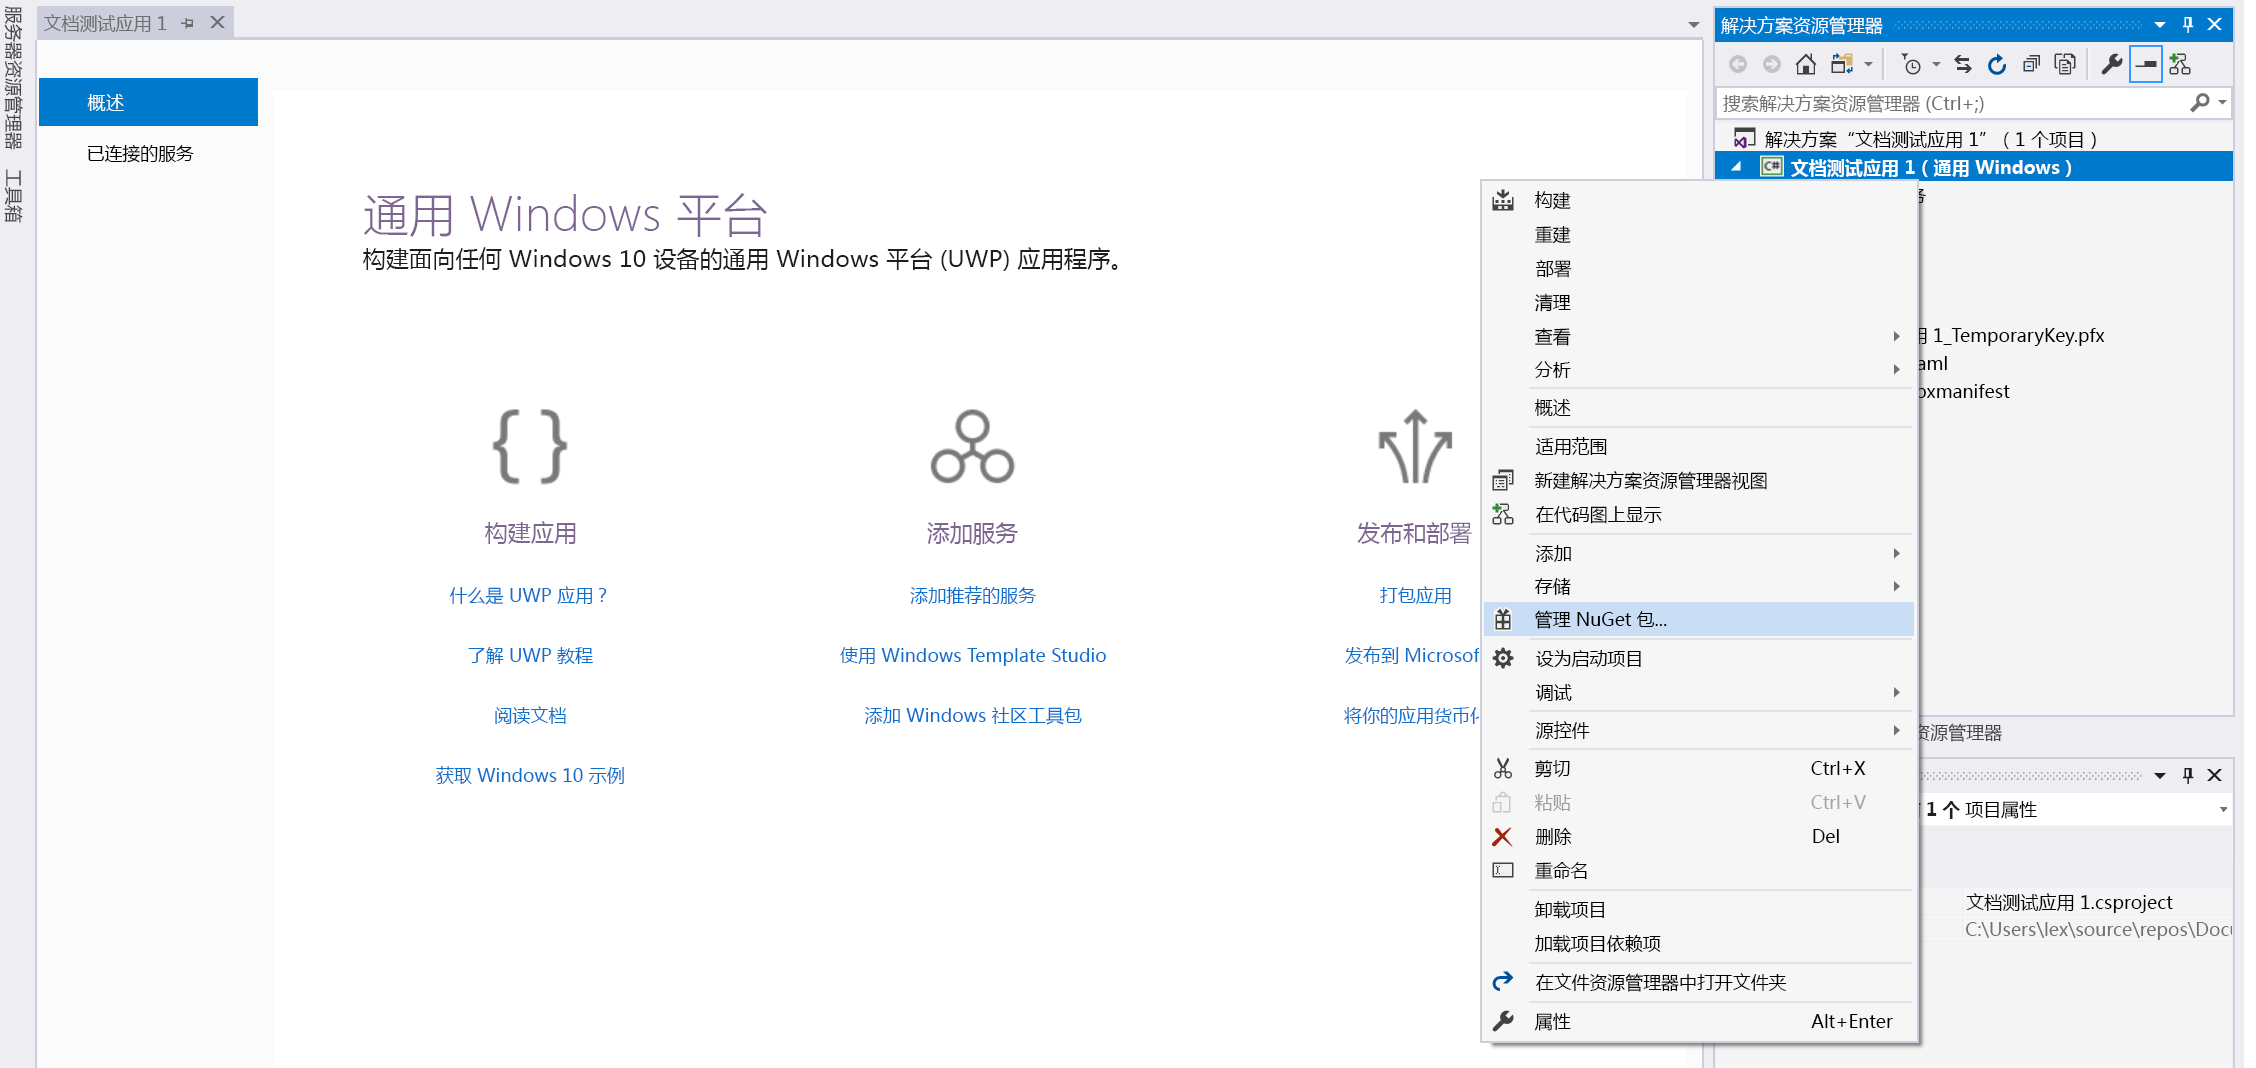 服务器资源管理器
工具箱
文档测试应用 1
概述
已连接的服务
通用 Windows 平台
构建面向任何 Windows 10 设备的通用 Windows 平台 (UWP) 应用程序。
构建应用
什么是 UWP 应用？
了解 UWP 教程
阅读文档
获取 Windows 10 示例
添加服务
添加推荐的服务
使用 Windows Template Studio
添加 Windows 社区工具包
发布和部署
打包应用
发布到 Microsof
将你的应用货币
构建
重建
部署
清理
查看
分析
概述
适用范围
新建解决方案资源管理器视图
在代码图上显示
添加
存储
管理 NuGet 包...
设为启动项目
调试
源控件
剪切 Ctrl+X
粘贴 Ctrl+V
删除 Del
重命名
卸载项目
加载项目依赖项
在文件资源管理器中打开文件夹
属性 Alt+Enter
解决方案资源管理器
搜索解决方案资源管理器 (Ctrl+;)
解决方案“文档测试应用 1”（1 个项目）
C# 文档测试应用 1 (通用 Windows)
1_TemporaryKey.pfx
aml
oxmanifest
资源管理器
1 个 项目属性
文档测试应用 1.csproject
C:\Users\lex\source\repos\Doc